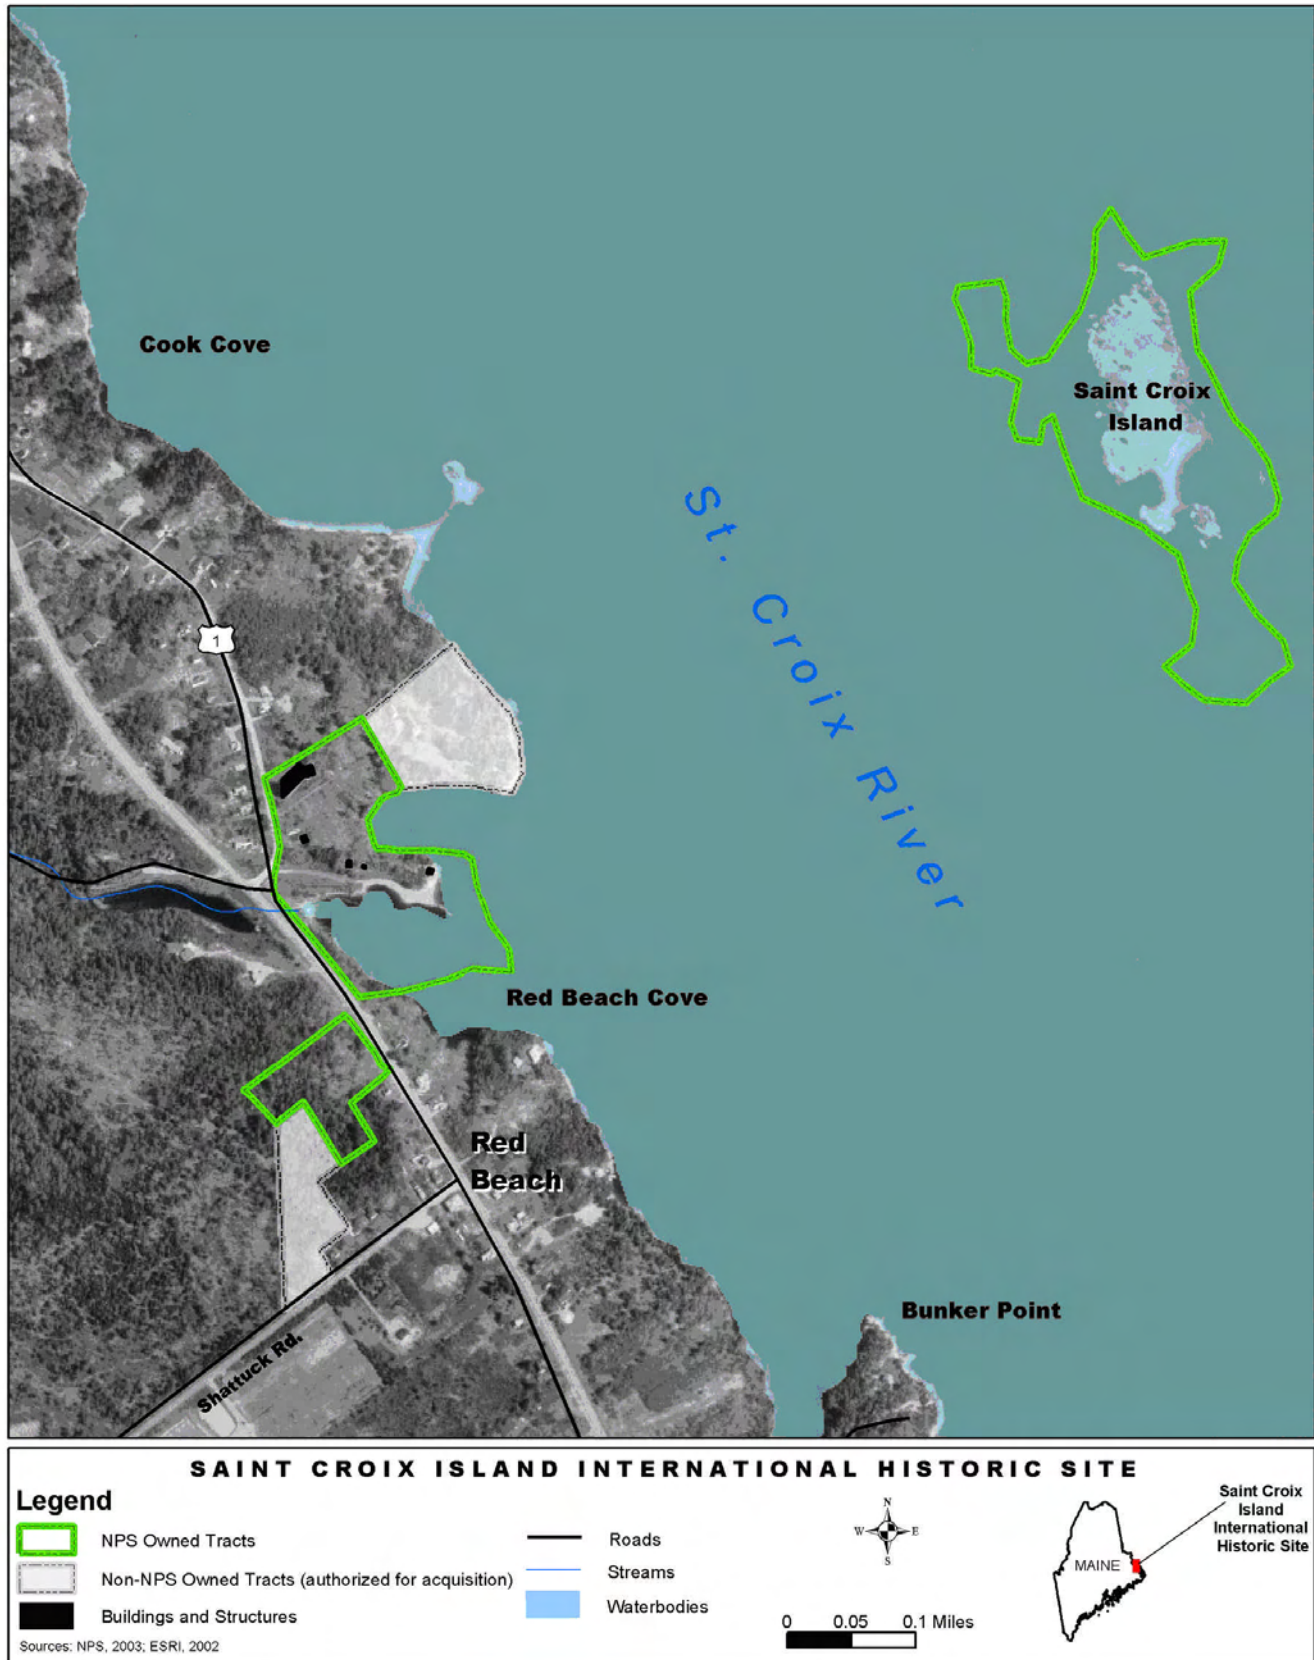 Cook Cove
Saint Croix
Island
St. Croix River
1
Red Beach Cove
Red
Beach
Bunker Point
Shattuck Rd.
SAINT CROIX ISLAND INTERNATIONAL HISTORIC SITE
Legend
NPS Owned Tracts
Non-NPS Owned Tracts (authorized for acquisition)
Buildings and Structures
Sources: NPS, 2003; ESRI, 2002
Roads
Streams
Waterbodies
N
W E
S
0 0.05 0.1 Miles
MAINE
Saint Croix
Island
International
Historic Site